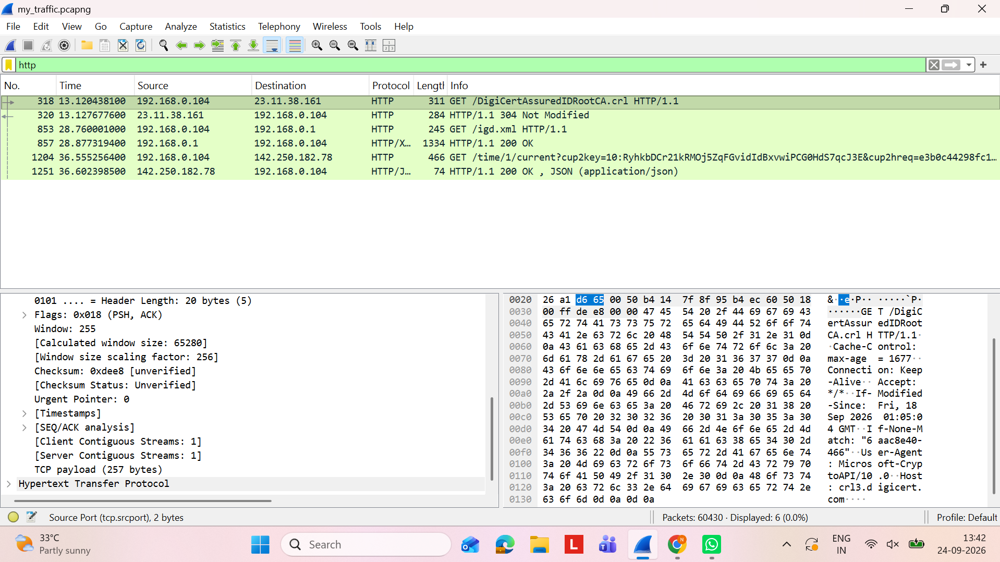 my_traffic.pcapng
File Edit View Go Capture Analyze Statistics Telephony Wireless Tools Help
http
No. Time Source Destination Protocol Length Info
318 13.120438100 192.168.0.104 23.11.38.161 HTTP 311 GET /DigiCertAssuredIDRootCA.crl HTTP/1.1
320 13.127677600 23.11.38.161 192.168.0.104 HTTP 284 HTTP/1.1 304 Not Modified
853 28.760001000 192.168.0.104 192.168.0.1 HTTP 245 GET /igd.xml HTTP/1.1
857 28.877319400 192.168.0.1 192.168.0.104 HTTP/X… 1334 HTTP/1.1 200 OK
1204 36.555256400 192.168.0.104 142.250.182.78 HTTP 466 GET /time/1/current?cup2key=10:RyhkbDCr21kRMOj5ZqFGvidIdBxvwiPCG0HdS7qcJ3E&cup2hreq=e3b0c44298fc1…
1251 36.602398500 142.250.182.78 192.168.0.104 HTTP/J… 74 HTTP/1.1 200 OK , JSON (application/json)
0101 .... = Header Length: 20 bytes (5)
Flags: 0x018 (PSH, ACK)
Window: 255
[Calculated window size: 65280]
[Window size scaling factor: 256]
Checksum: 0xdee8 [unverified]
[Checksum Status: Unverified]
Urgent Pointer: 0
[Timestamps]
[SEQ/ACK analysis]
[Client Contiguous Streams: 1]
[Server Contiguous Streams: 1]
TCP payload (257 bytes)
Hypertext Transfer Protocol
0020 26 a1 d6 65 00 50 b4 14 7f 8f 95 b4 ec 60 50 18 &··e·P·· ·····`P·
0030 00 ff de e8 00 00 47 45 54 20 2f 44 69 67 69 43 ······GE T /DigiC
0040 65 72 74 41 73 73 75 72 65 64 49 44 52 6f 6f 74 ertAssur edIDRoot
0050 43 41 2e 63 72 6c 20 48 54 54 50 2f 31 2e 31 0d CA.crl H TTP/1.1·
0060 0a 43 61 63 68 65 2d 43 6f 6e 74 72 6f 6c 3a 20 ·Cache-C ontrol:
0070 6d 61 78 2d 61 67 65 20 3d 20 31 36 37 37 0d 0a max-age = 1677··
0080 43 6f 6e 6e 65 63 74 69 6f 6e 3a 20 4b 65 65 70 Connecti on: Keep
0090 2d 41 6c 69 76 65 0d 0a 41 63 63 65 70 74 3a 20 -Alive·· Accept:
00a0 2a 2f 2a 0d 0a 49 66 2d 4d 6f 64 69 66 69 65 64 */*··If- Modified
00b0 2d 53 69 6e 63 65 3a 20 46 72 69 2c 20 31 38 20 -Since: Fri, 18
00c0 53 65 70 20 32 30 32 36 20 30 31 3a 30 35 3a 30 Sep 2026 01:05:0
00d0 34 20 47 4d 54 0d 0a 49 66 2d 4e 6f 6e 65 2d 4d 4 GMT··I f-None-M
00e0 61 74 63 68 3a 20 22 36 61 61 63 38 65 34 30 2d atch: "6 aac8e40-
00f0 34 36 36 22 0d 0a 55 73 65 72 2d 41 67 65 6e 74 466"··Us er-Agent
0100 3a 20 4d 69 63 72 6f 73 6f 66 74 2d 43 72 79 70 : Micros oft-Cryp
0110 74 6f 41 50 49 2f 31 30 2e 30 0d 0a 48 6f 73 74 toAPI/10 .0··Host
0120 3a 20 63 72 6c 33 2e 64 69 67 69 63 65 72 74 2e : crl3.d igicert.
0130 63 6f 6d 0d 0a 0d 0a com····
Source Port (tcp.srcport), 2 bytes
Packets: 60430 · Displayed: 6 (0.0%)
Profile: Default
33°C
Partly sunny
Search
L
N
ENG
IN
13:42
24-09-2026